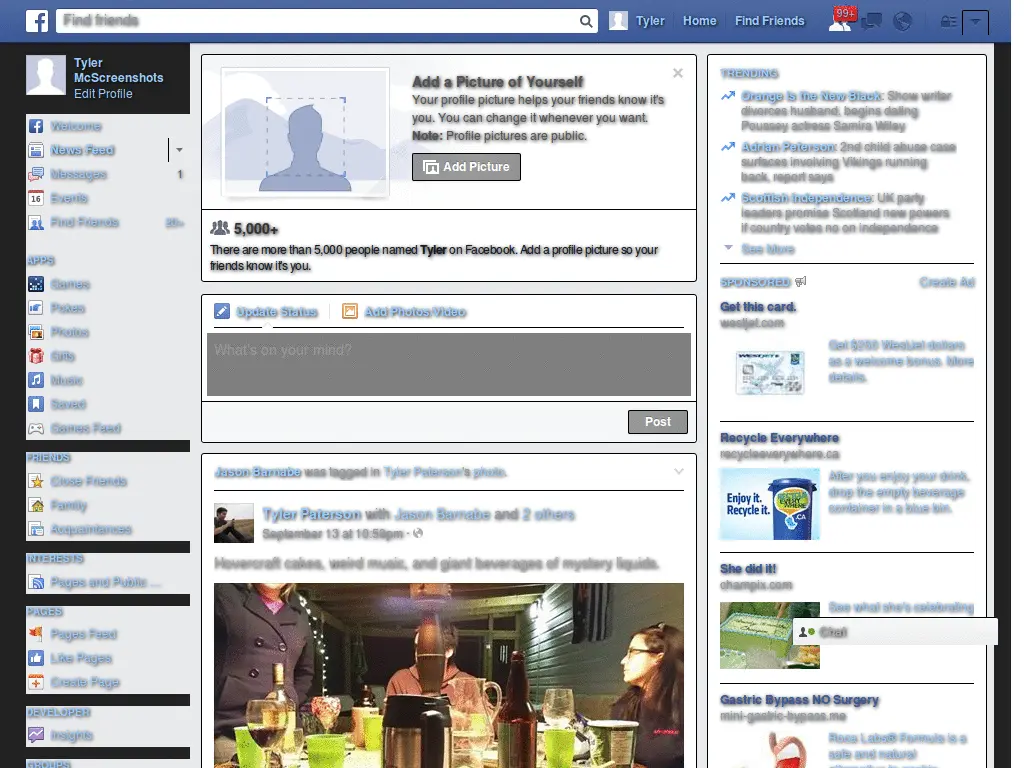 Find friends
Tyler
Home
Find Friends
99+
Tyler
McScreenshots
Edit Profile
Welcome
News Feed
Messages 1
16 Events
Find Friends 20+
APPS
Games
Pokes
Photos
Gifts
Music
Saved
Games Feed
FRIENDS
Close Friends
Family
Acquaintances
INTERESTS
Pages and Public ...
PAGES
Pages Feed
Like Pages
Create Page
DEVELOPER
Insights
GROUPS
Add a Picture of Yourself
Your profile picture helps your friends know it's
you. You can change it whenever you want.
Note: Profile pictures are public.
Add Picture
5,000+
There are more than 5,000 people named Tyler on Facebook. Add a profile picture so your
friends know it's you.
Update Status
Add Photos/Video
What's on your mind?
Post
Jason Barnabe was tagged in Tyler Paterson's photo.
Tyler Paterson with Jason Barnabe and 2 others
September 13 at 10:59pm ·
Hovercraft cakes, weird music, and giant beverages of mystery liquids.
TRENDING
Orange Is the New Black: Show writer
divorces husband, begins dating
Poussey actress Samira Wiley
Adrian Peterson: 2nd child abuse case
surfaces involving Vikings running
back, report says
Scottish Independence: UK party
leaders promise Scotland new powers
if country votes no on independence
See More
SPONSORED
Create Ad
Get this card.
westjet.com
WESTJET
Get $250 WestJet dollars
as a welcome bonus. More
details.
Recycle Everywhere
recycleeverywhere.ca
Enjoy it.
Recycle it.
.CA
After you enjoy your drink,
drop the empty beverage
container in a blue bin.
She did it!
ohampix.com
See what she's celebrating
Chat
Gastric Bypass NO Surgery
mini-gastric-bypass.me
Roca Labs® Formula is a
safe and natural
alternative to gastric